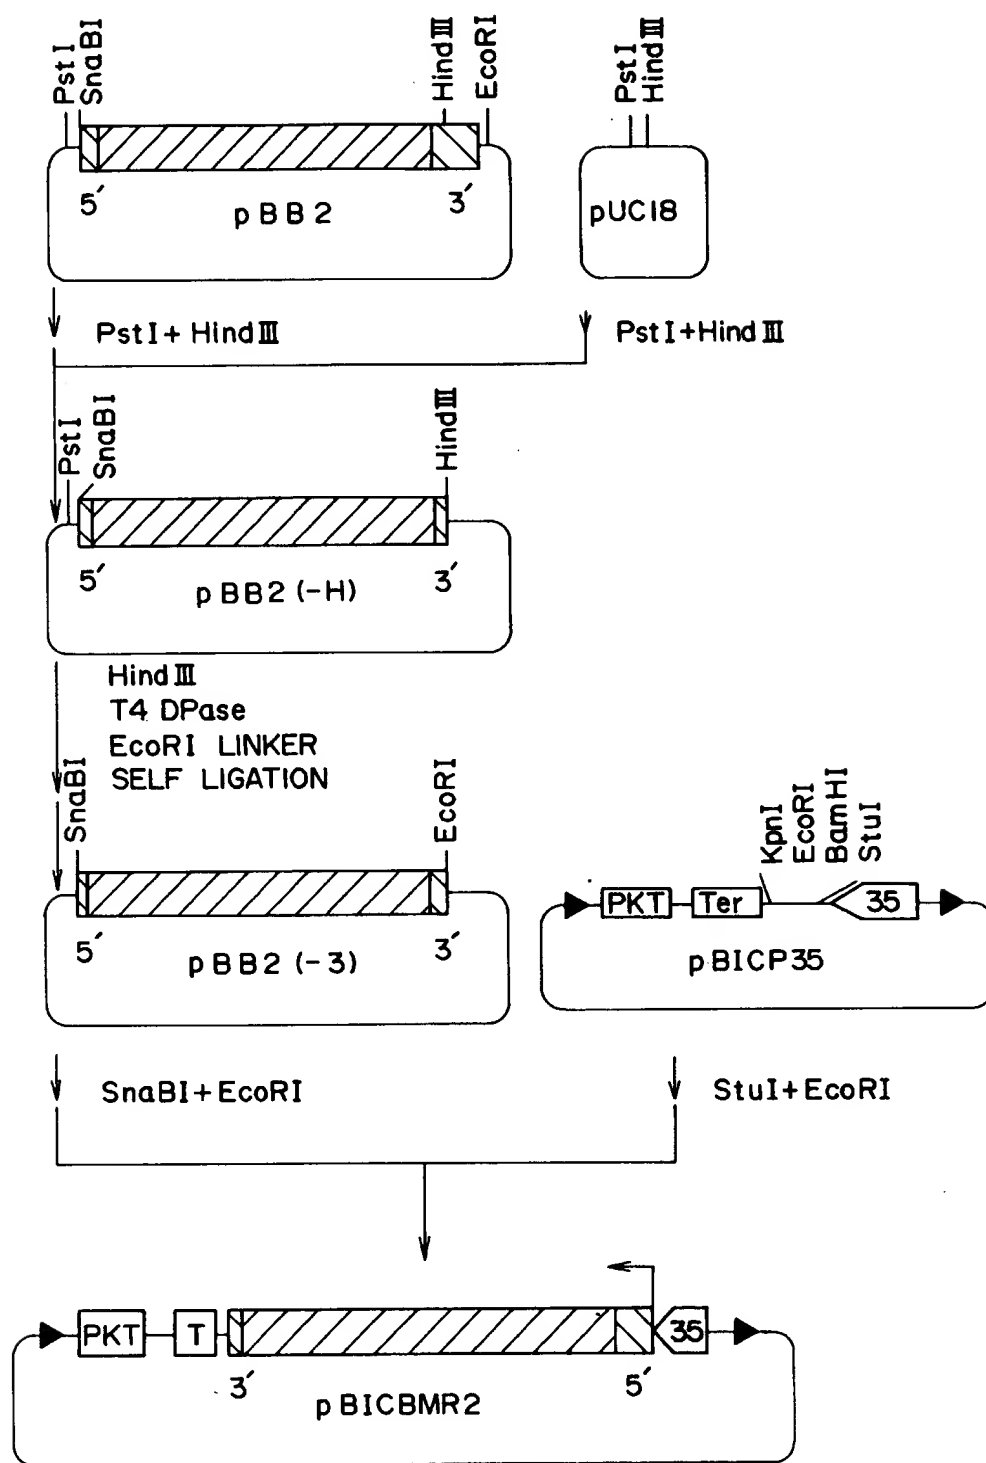 PstI
SnaBI
HindIII
EcoRI
PstI
HindIII
5′
3′
pBB2
pUC18
PstI+ HindIII
PstI+HindIII
PstI
SnaBI
HindIII
5′
3′
pBB2 (-H)
HindIII
T4 DPase
EcoRI LINKER
SELF LIGATION
SnaBI
EcoRI
KpnI
EcoRI
BamHI
StuI
PKT
Ter
35
5′
3′
pBB2 (-3)
pBICP35
SnaBI+EcoRI
StuI+EcoRI
PKT
T
35
3′
5′
pBICBMR2